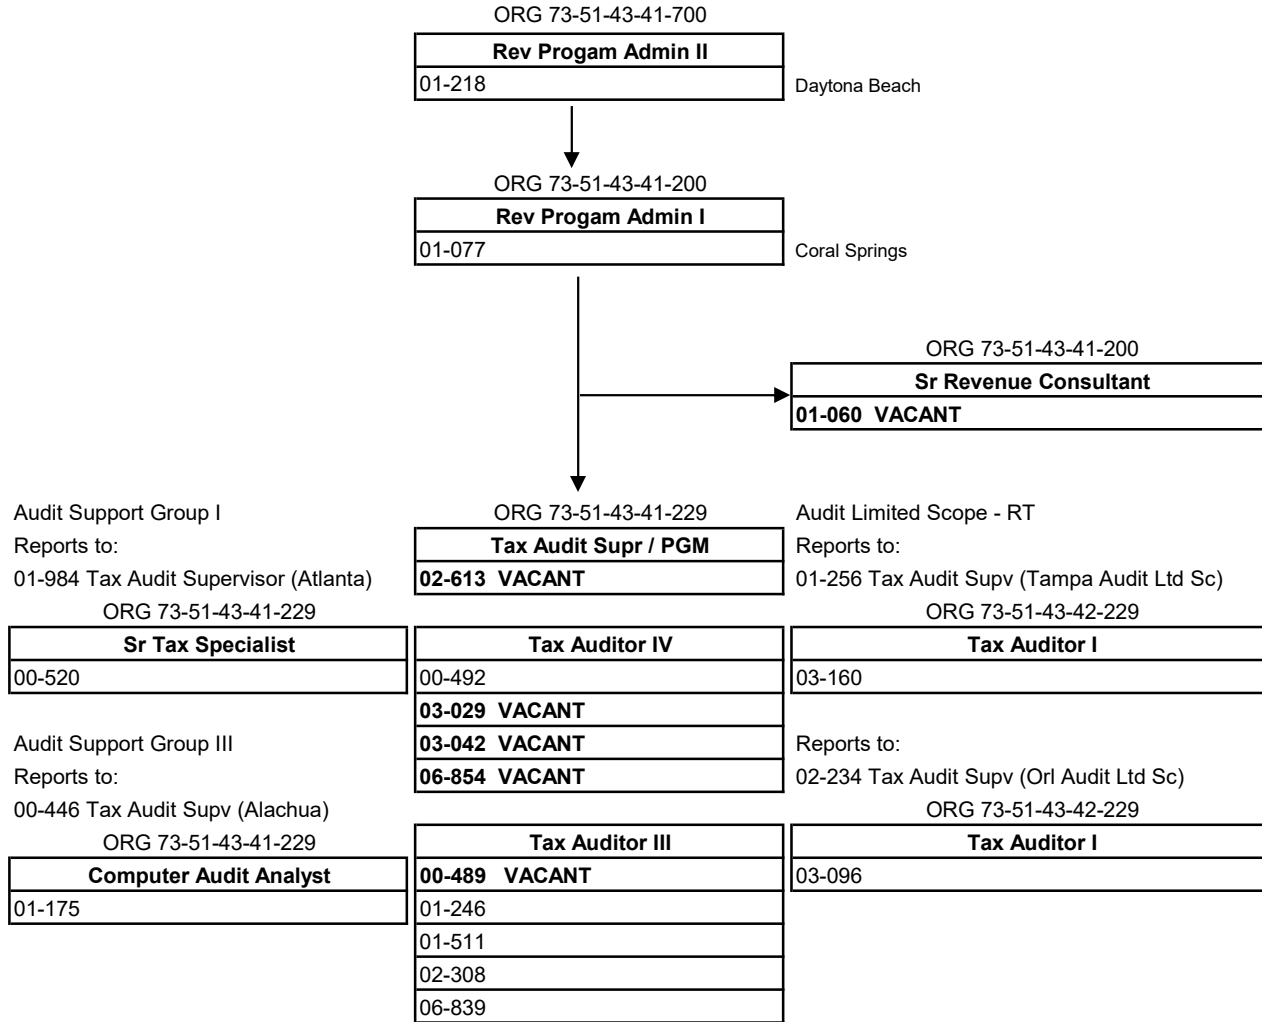 ORG 73-51-43-41-700
Rev Progam Admin II
01-218
Daytona Beach
ORG 73-51-43-41-200
Rev Progam Admin I
01-077
Coral Springs
ORG 73-51-43-41-200
Sr Revenue Consultant
01-060 VACANT
Audit Support Group I
Reports to:
01-984 Tax Audit Supervisor (Atlanta)
ORG 73-51-43-41-229
Sr Tax Specialist
00-520
Audit Support Group III
Reports to:
00-446 Tax Audit Supv (Alachua)
ORG 73-51-43-41-229
Computer Audit Analyst
01-175
ORG 73-51-43-41-229
Tax Audit Supr / PGM
02-613 VACANT
Tax Auditor IV
00-492
03-029 VACANT
03-042 VACANT
06-854 VACANT
Tax Auditor III
00-489 VACANT
01-246
01-511
02-308
06-839
Audit Limited Scope - RT
Reports to:
01-256 Tax Audit Supv (Tampa Audit Ltd Sc)
ORG 73-51-43-42-229
Tax Auditor I
03-160
Reports to:
02-234 Tax Audit Supv (Orl Audit Ltd Sc)
ORG 73-51-43-42-229
Tax Auditor I
03-096